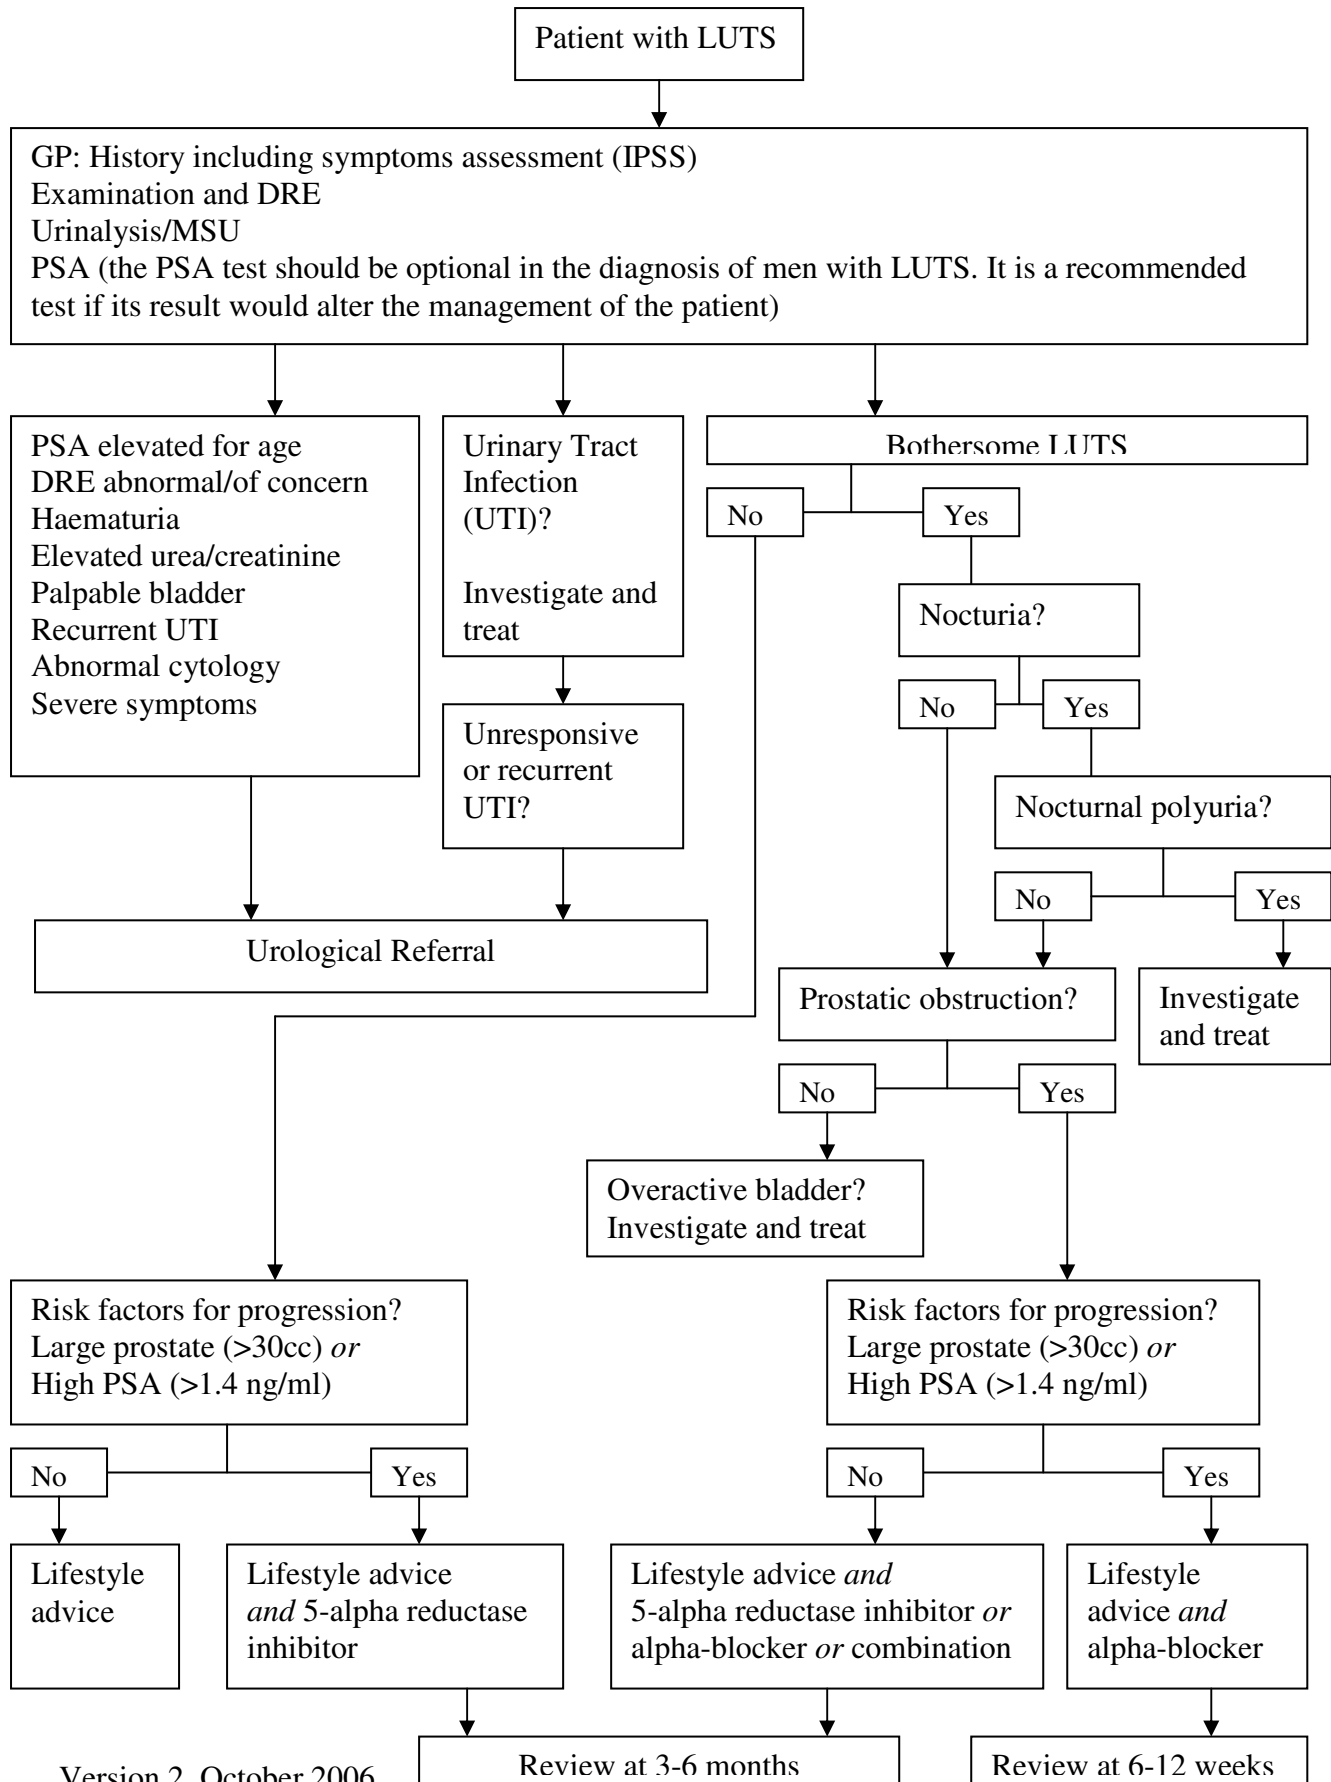 Patient with LUTS
GP: History including symptoms assessment (IPSS)
Examination and DRE
Urinalysis/MSU
PSA (the PSA test should be optional in the diagnosis of men with LUTS. It is a recommended
test if its result would alter the management of the patient)
PSA elevated for age
DRE abnormal/of concern
Haematuria
Elevated urea/creatinine
Palpable bladder
Recurrent UTI
Abnormal cytology
Severe symptoms
Urinary Tract
Infection
(UTI)?
Investigate and
treat
Bothersome LUTS
No
Yes
Nocturia?
No
Yes
Unresponsive
or recurrent
UTI?
Nocturnal polyuria?
No
Yes
Urological Referral
Prostatic obstruction?
Investigate
and treat
No
Yes
Overactive bladder?
Investigate and treat
Risk factors for progression?
Large prostate (>30cc) or
High PSA (>1.4 ng/ml)
Risk factors for progression?
Large prostate (>30cc) or
High PSA (>1.4 ng/ml)
No
Yes
No
Yes
Lifestyle
advice
Lifestyle advice
and 5-alpha reductase
inhibitor
Lifestyle advice and
5-alpha reductase inhibitor or
alpha-blocker or combination
Lifestyle
advice and
alpha-blocker
Review at 3-6 months
Review at 6-12 weeks
Version 2 October 2006